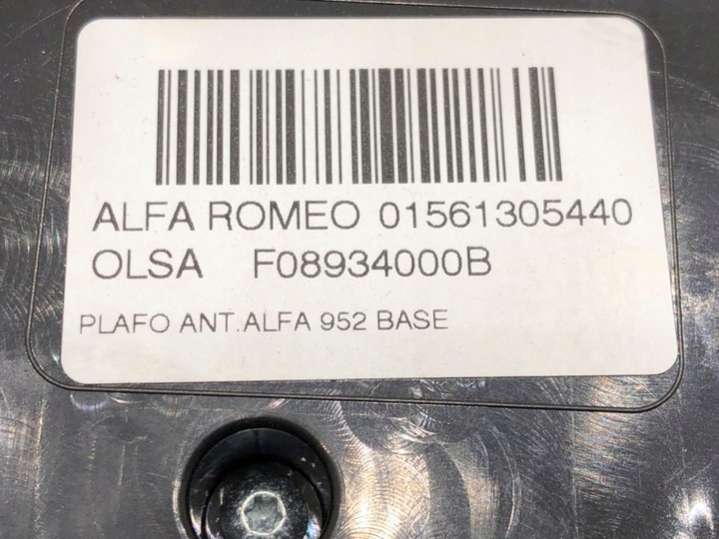 ALFA ROMEO 01561305440
OLSA F08934000B
PLAFO ANT.ALFA 952 BASE